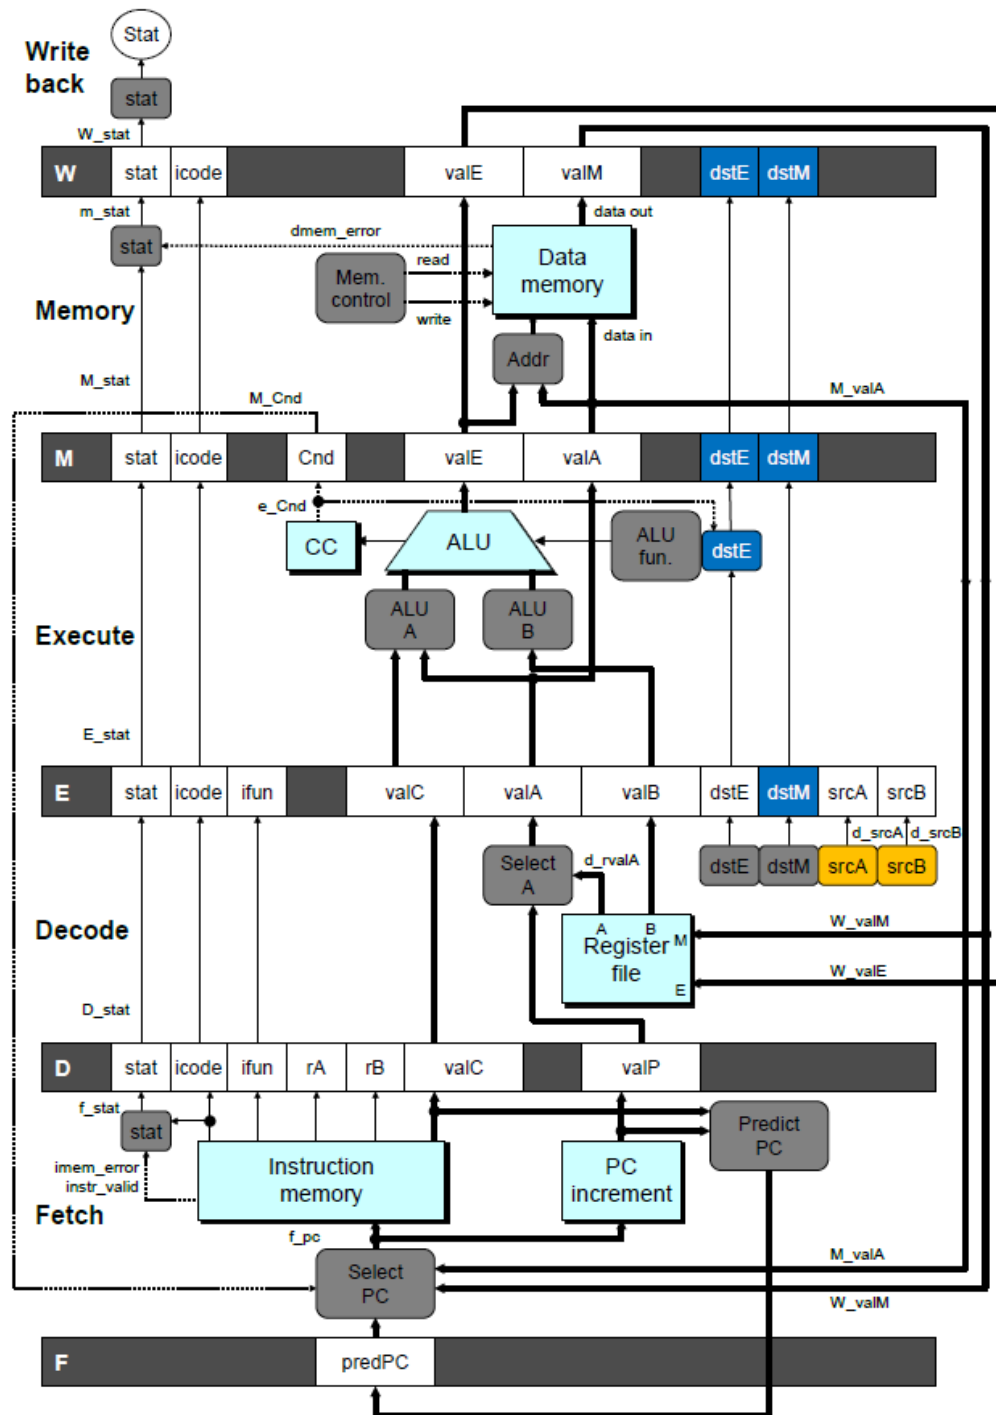 Stat
Write
back
stat
W_stat
W stat icode valE valM dstE dstM
m_stat
data out
stat
dmem_error
read
Mem.
control
Data
memory
write
data in
Memory
Addr
M_stat
M_Cnd
M_valA
M stat icode Cnd valE valA dstE dstM
e_Cnd
CC
ALU
ALU
fun.
dstE
ALU
A
ALU
B
Execute
E_stat
E stat icode ifun valC valA valB dstE dstM srcA srcB
d_srcA d_srcB
Select
A
d_rvalA
dstE dstM srcA srcB
Decode
A B M
Register
file
E
W_valM
W_valE
D_stat
D stat icode ifun rA rB valC valP
f_stat
stat
Predict
PC
imem_error
instr_valid
Instruction
memory
PC
increment
Fetch
f_pc
M_valA
Select
PC
W_valM
F predPC